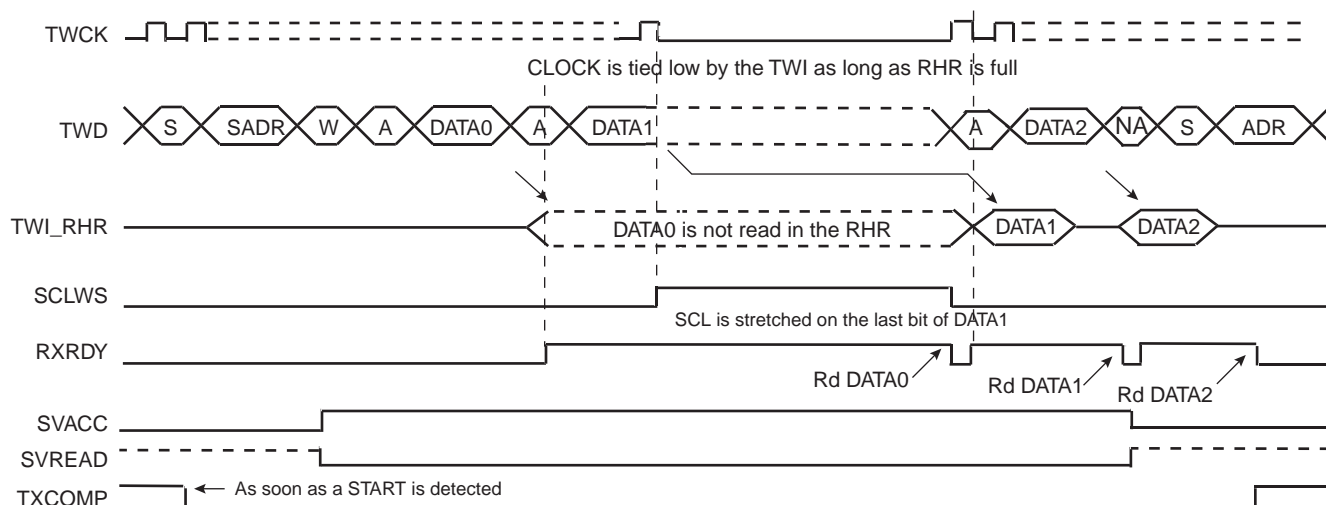 TWCK
CLOCK is tied low by the TWI as long as RHR is full
TWD S SADR W A DATA0 A DATA1 A DATA2 NA S ADR
TWI_RHR DATA0 is not read in the RHR DATA1 DATA2
SCLWS
SCL is stretched on the last bit of DATA1
RXRDY
Rd DATA0 Rd DATA1 Rd DATA2
SVACC
SVREAD
TXCOMP As soon as a START is detected